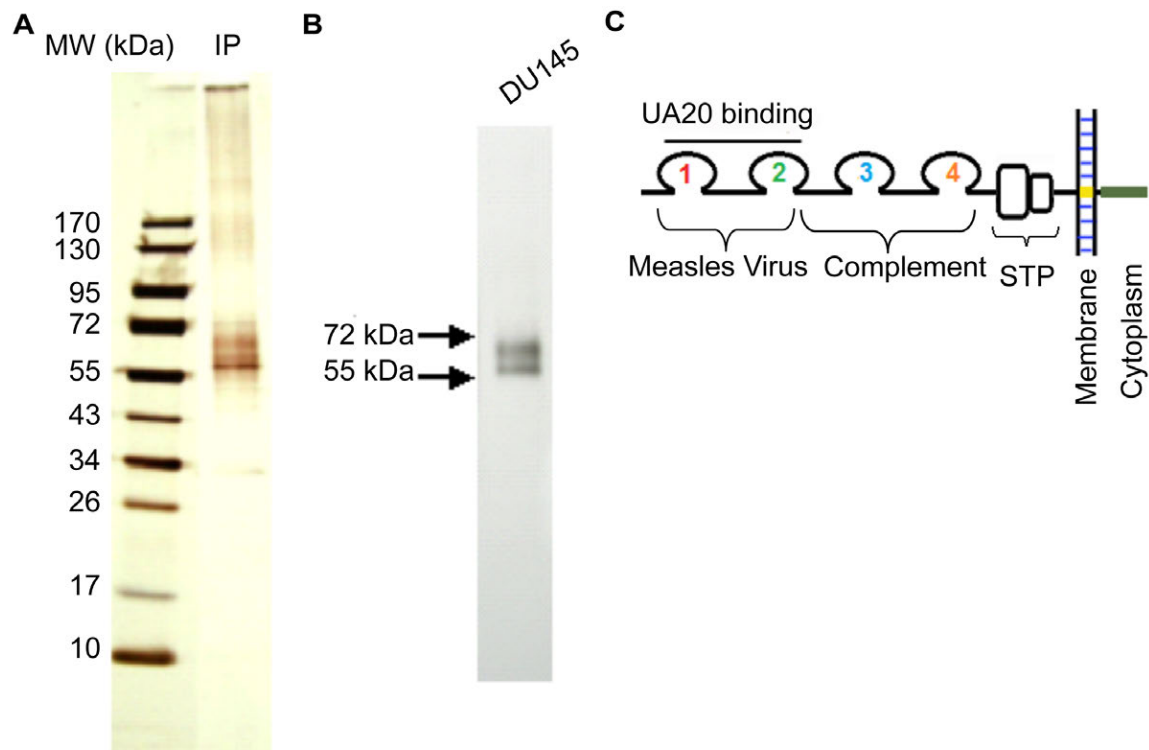 A
MW (kDa) IP
170
130
95
72
55
43
34
26
17
10
B
DU145
72 kDa
55 kDa
C
UA20 binding
1 2 3 4
Measles Virus Complement STP
Membrane
Cytoplasm